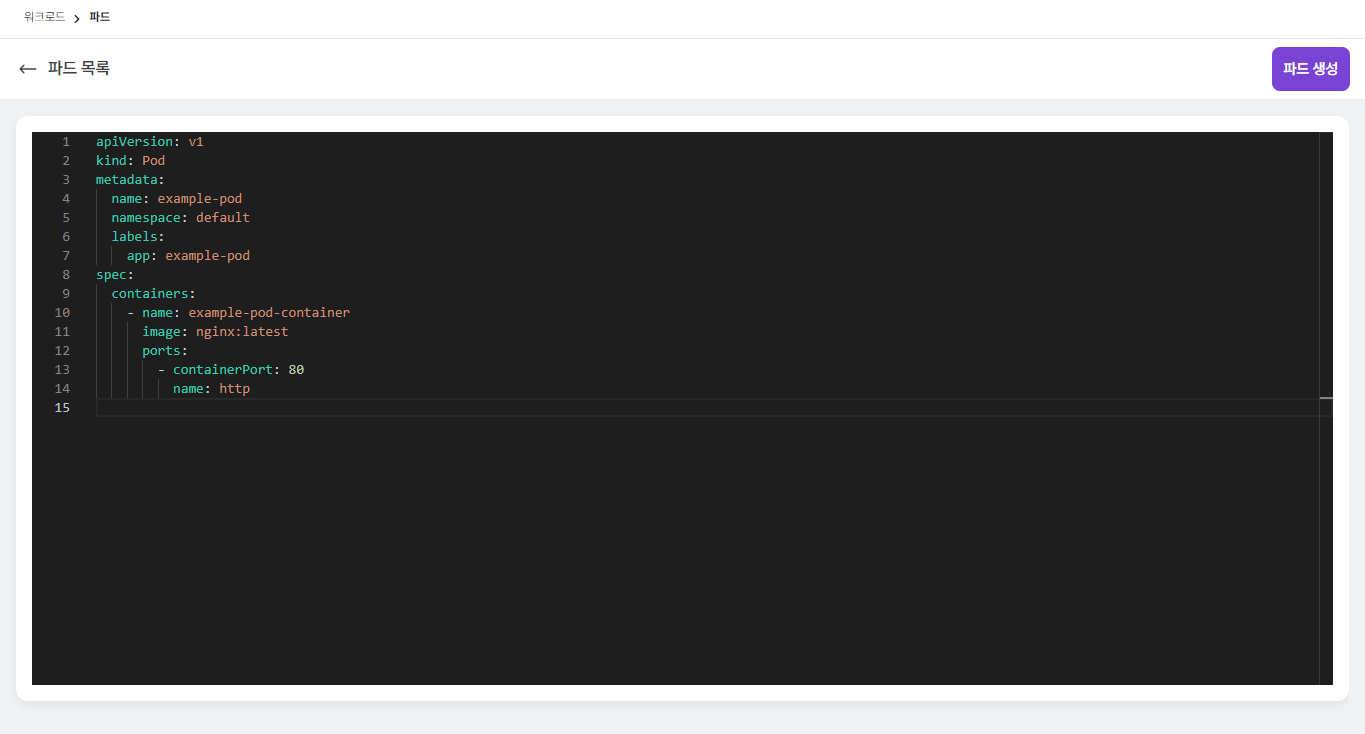 워크로드 > 파드
← 파드 목록
파드 생성
1 apiVersion: v1
2 kind: Pod
3 metadata:
4   name: example-pod
5   namespace: default
6   labels:
7     app: example-pod
8 spec:
9   containers:
10     - name: example-pod-container
11       image: nginx:latest
12       ports:
13         - containerPort: 80
14           name: http
15